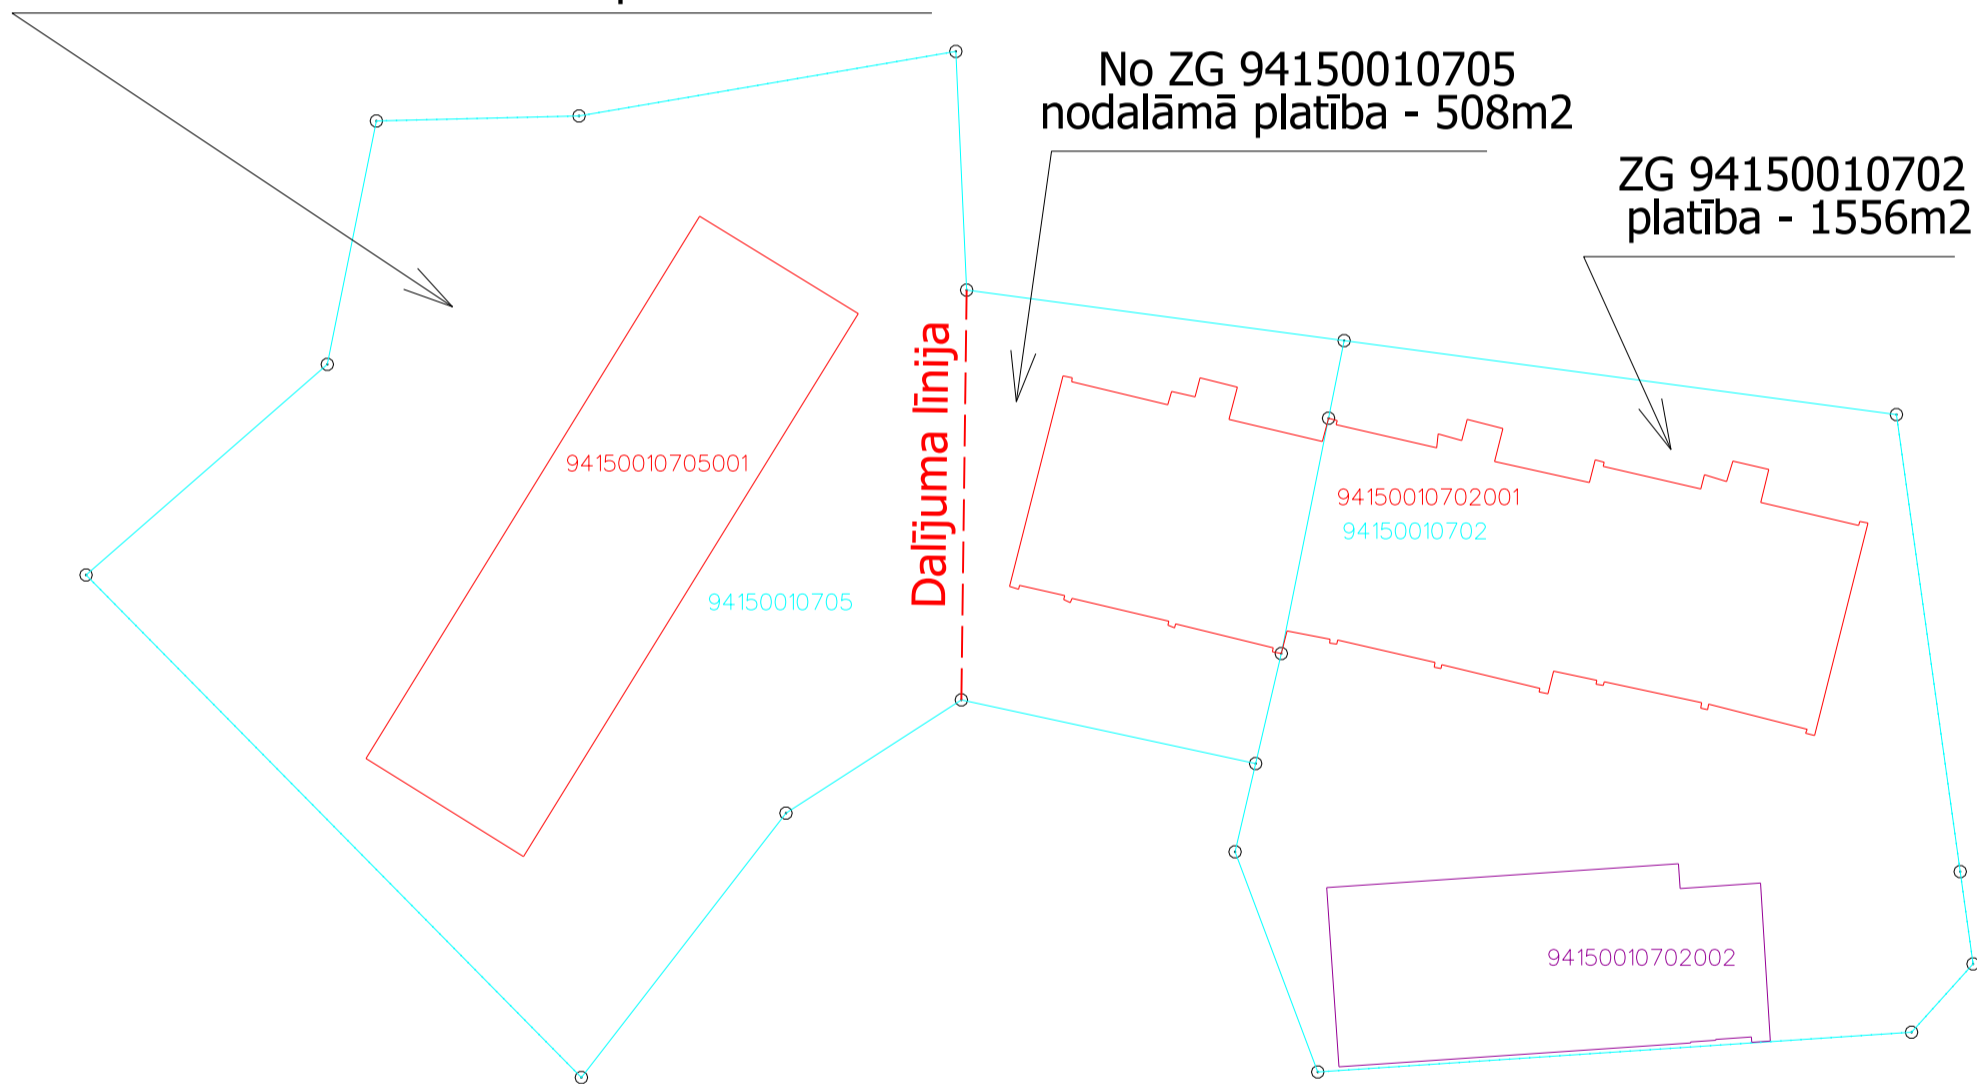 No ZG 94150010705
nodalāmā platība - 508m2
ZG 94150010702
platība - 1556m2
Dalījuma līnija
94150010705001
94150010702001
94150010702
94150010705
94150010702002